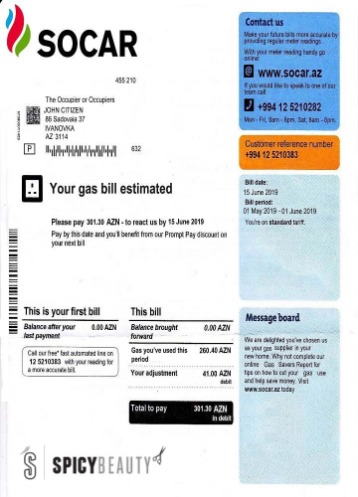 SOCAR
455 210
The Occupier or Occupiers
JOHN CITIZEN
86 Sadovaia 37
IVANOVKA
AZ 3114
P
632
Your gas bill estimated
Please pay 301.30 AZN - to reach us by 15 June 2019
Pay by this date and you'll benefit from our Prompt Pay discount on
your next bill
This is your first bill
Balance after your 0.00 AZN
last payment
Call our free* fast automated line on
12 5210383 with your reading for
a more accurate bill.
This bill
Balance brought 0.00 AZN
forward
Gas you've used this 260.40 AZN
period
Your adjustment 41.00 AZN
debit
Total to pay 301.30 AZN
in debit
Contact us
Make your future bills more accurate by
providing regular meter readings.
With your meter reading handy go
online
www.socar.az
If you would like to speak to one of our
team call
+994 12 5210282
Mon - Fri, 8am - 8pm, Sat, 8am - 6pm.
Customer reference number
+994 12 5210383
Bill date:
15 June 2019
Bill period:
01 May 2019 - 01 June 2019
You're on standard tariff.
Message board
We are delighted you've chosen us
as your gas supplier in your
new home. Why not complete our
online Gas Savers Report for
tips on how to cut your gas use
and help save money. Visit
www.socar.az today
SPICYBEAUTY